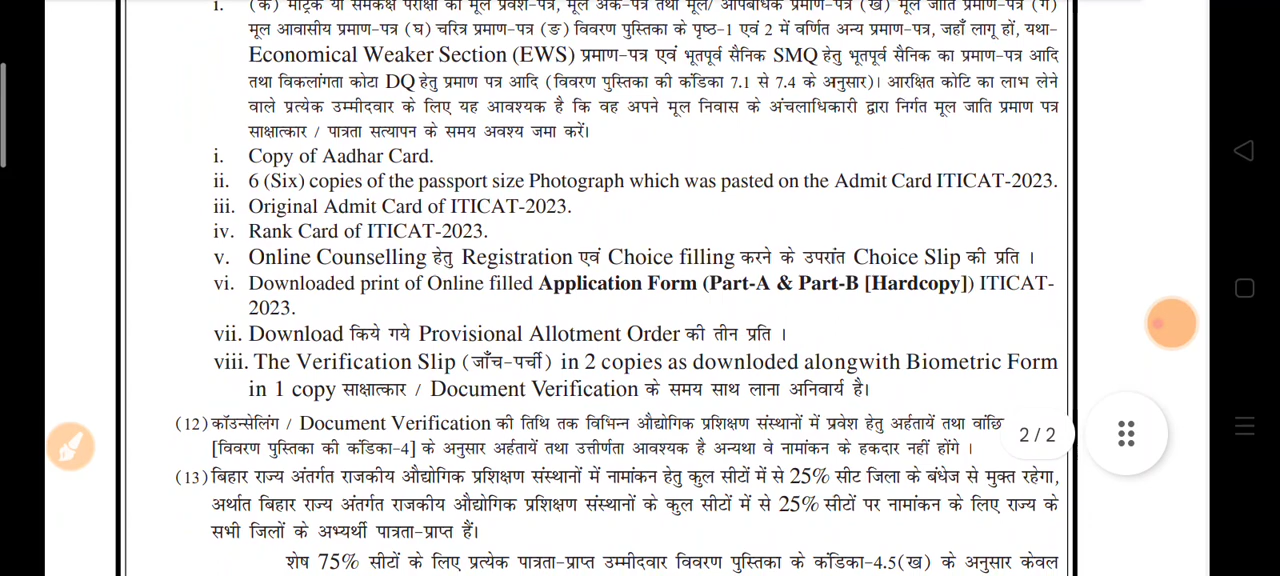 i. (क) मैट्रिक या समकक्ष परीक्षा का मूल प्रवेश-पत्र, मूल अंक-पत्र तथा मूल/ औपबंधिक प्रमाण-पत्र (ख) मूल जाति प्रमाण-पत्र (ग)
मूल आवासीय प्रमाण-पत्र (घ) चरित्र प्रमाण-पत्र (ङ) विवरण पुस्तिका के पृष्ठ-1 एवं 2 में वर्णित अन्य प्रमाण-पत्र, जहाँ लागू हों, यथा-
Economical Weaker Section (EWS) प्रमाण-पत्र एवं भूतपूर्व सैनिक SMQ हेतु भूतपूर्व सैनिक का प्रमाण-पत्र आदि
तथा विकलांगता कोटा DQ हेतु प्रमाण पत्र आदि (विवरण पुस्तिका की कंडिका 7.1 से 7.4 के अनुसार)। आरक्षित कोटि का लाभ लेने
वाले प्रत्येक उम्मीदवार के लिए यह आवश्यक है कि वह अपने मूल निवास के अंचलाधिकारी द्वारा निर्गत मूल जाति प्रमाण पत्र
साक्षात्कार / पात्रता सत्यापन के समय अवश्य जमा करें।
i. Copy of Aadhar Card.
ii. 6 (Six) copies of the passport size Photograph which was pasted on the Admit Card ITICAT-2023.
iii. Original Admit Card of ITICAT-2023.
iv. Rank Card of ITICAT-2023.
v. Online Counselling हेतु Registration एवं Choice filling करने के उपरांत Choice Slip की प्रति ।
vi. Downloaded print of Online filled Application Form (Part-A & Part-B [Hardcopy]) ITICAT-
2023.
vii. Download किये गये Provisional Allotment Order की तीन प्रति ।
viii. The Verification Slip (जाँच-पर्ची) in 2 copies as downloded alongwith Biometric Form
in 1 copy साक्षात्कार / Document Verification के समय साथ लाना अनिवार्य है।
(12) कॉउन्सेलिंग / Document Verification की तिथि तक विभिन्न औद्योगिक प्रशिक्षण संस्थानों में प्रवेश हेतु अर्हतायें तथा
2 / 2
[विवरण पुस्तिका की कंडिका-4] के अनुसार अर्हतायें तथा उत्तीर्णता आवश्यक है अन्यथा वे नामांकन के हकदार नहीं होंगे ।
(13) बिहार राज्य अंतर्गत राजकीय औद्योगिक प्रशिक्षण संस्थानों में नामांकन हेतु कुल सीटों में से 25% सीट जिला के बंधेज से मुक्त रहेगा,
अर्थात बिहार राज्य अंतर्गत राजकीय औद्योगिक प्रशिक्षण संस्थानों के कुल सीटों में से 25% सीटों पर नामांकन के लिए राज्य के
सभी जिलों के अभ्यर्थी पात्रता-प्राप्त हैं।
शेष 75% सीटों के लिए प्रत्येक पात्रता-प्राप्त उम्मीदवार विवरण पुस्तिका के कंडिका-4.5(ख) के अनुसार केवल